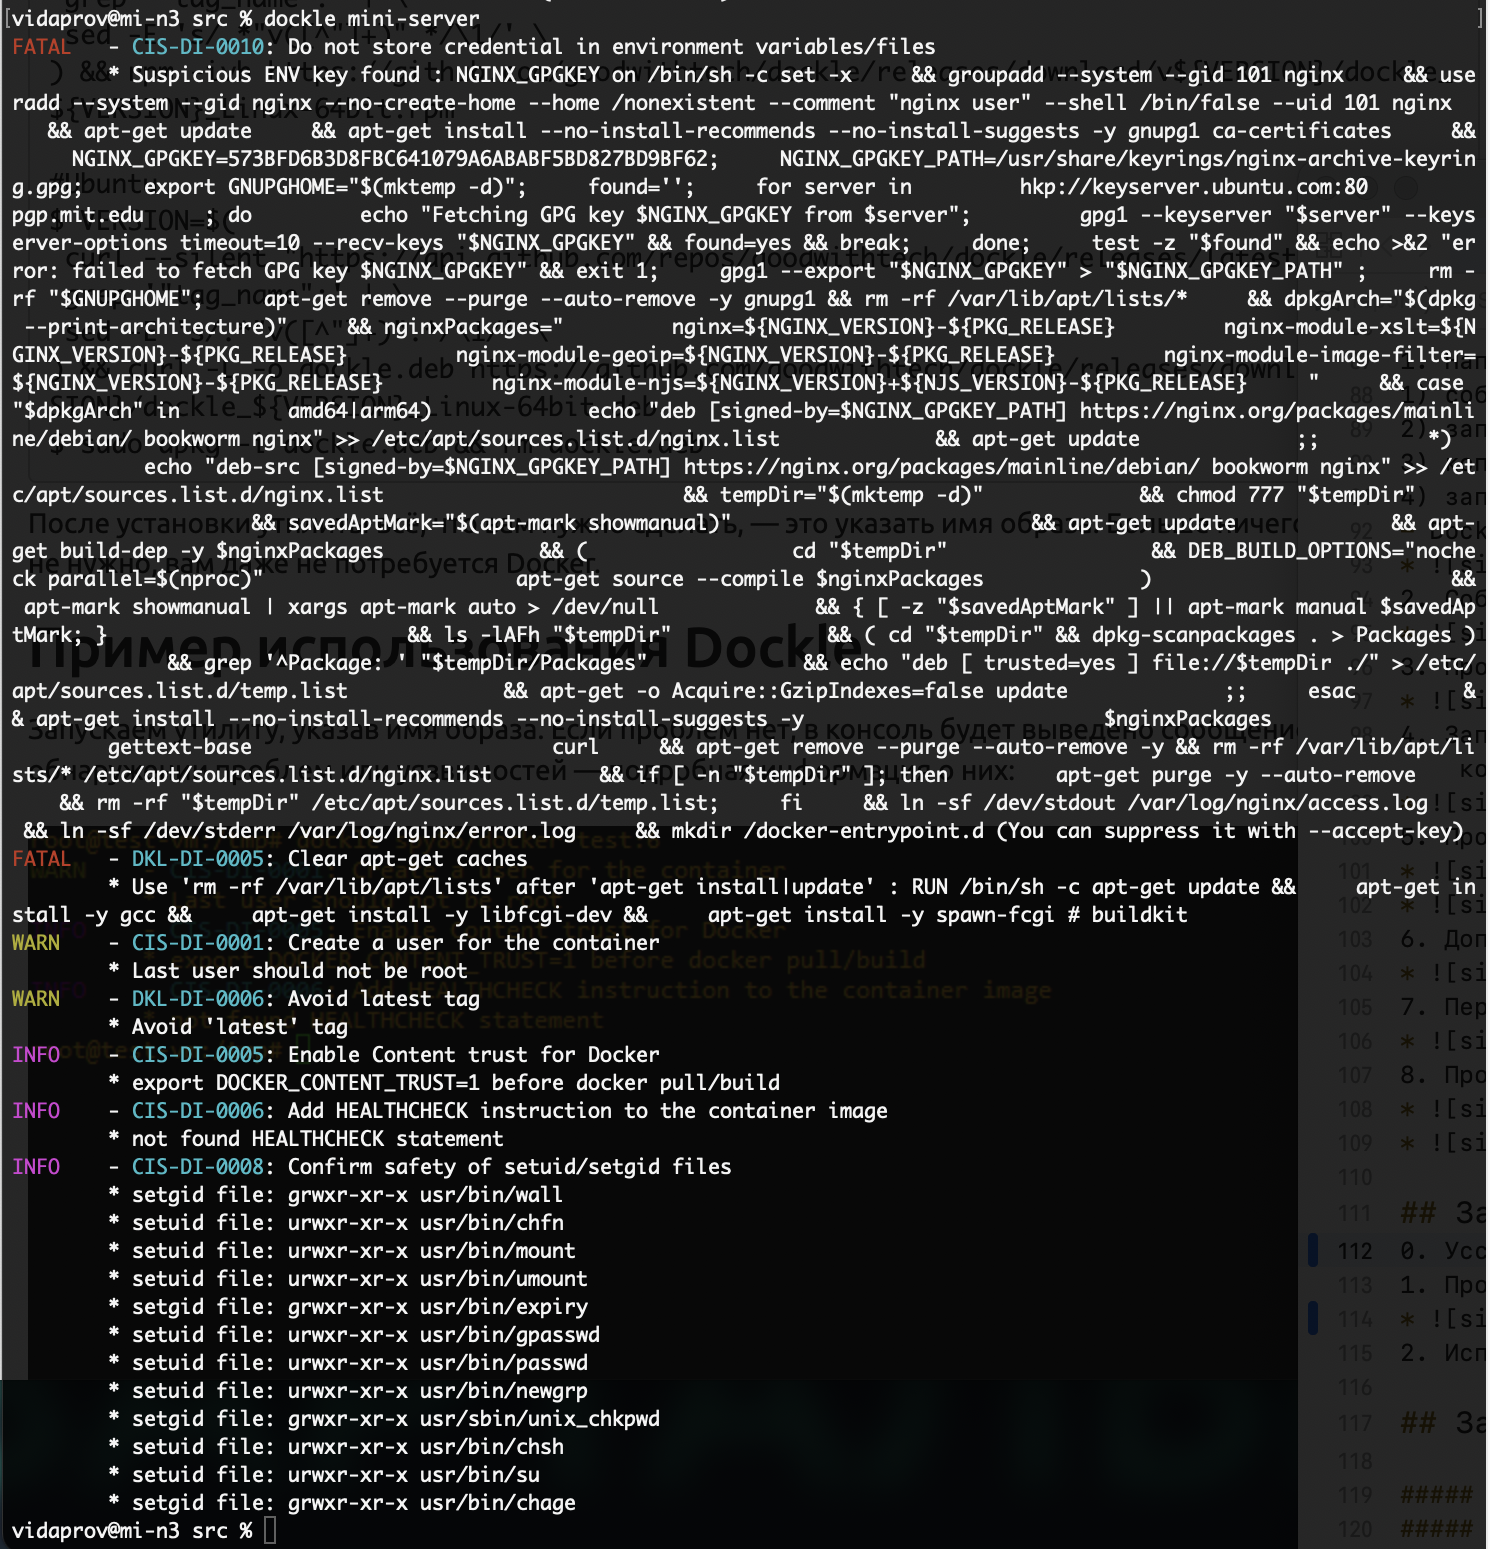 [vidaprov@mi-n3 src % dockle mini-server ]
FATAL - CIS-DI-0010: Do not store credential in environment variables/files
* Suspicious ENV key found : NGINX_GPGKEY on /bin/sh -c set -x && groupadd --system --gid 101 nginx && use
radd --system --gid nginx --no-create-home --home /nonexistent --comment "nginx user" --shell /bin/false --uid 101 nginx
&& apt-get update && apt-get install --no-install-recommends --no-install-suggests -y gnupg1 ca-certificates &&
NGINX_GPGKEY=573BFD6B3D8FBC641079A6ABABF5BD827BD9BF62; NGINX_GPGKEY_PATH=/usr/share/keyrings/nginx-archive-keyrin
g.gpg; export GNUPGHOME="$(mktemp -d)"; found=''; for server in hkp://keyserver.ubuntu.com:80
pgp.mit.edu ; do echo "Fetching GPG key $NGINX_GPGKEY from $server"; gpg1 --keyserver "$server" --keys
erver-options timeout=10 --recv-keys "$NGINX_GPGKEY" && found=yes && break; done; test -z "$found" && echo >&2 "er
ror: failed to fetch GPG key $NGINX_GPGKEY" && exit 1; gpg1 --export "$NGINX_GPGKEY" > "$NGINX_GPGKEY_PATH" ; rm -
rf "$GNUPGHOME"; apt-get remove --purge --auto-remove -y gnupg1 && rm -rf /var/lib/apt/lists/* && dpkgArch="$(dpkg
--print-architecture)" && nginxPackages=" nginx=${NGINX_VERSION}-${PKG_RELEASE} nginx-module-xslt=${N
GINX_VERSION}-${PKG_RELEASE} nginx-module-geoip=${NGINX_VERSION}-${PKG_RELEASE} nginx-module-image-filter=
${NGINX_VERSION}-${PKG_RELEASE} nginx-module-njs=${NGINX_VERSION}+${NJS_VERSION}-${PKG_RELEASE} " && case
"$dpkgArch" in amd64|arm64) echo "deb [signed-by=$NGINX_GPGKEY_PATH] https://nginx.org/packages/mainli
ne/debian/ bookworm nginx" >> /etc/apt/sources.list.d/nginx.list && apt-get update ;; *)
echo "deb-src [signed-by=$NGINX_GPGKEY_PATH] https://nginx.org/packages/mainline/debian/ bookworm nginx" >> /et
c/apt/sources.list.d/nginx.list && tempDir="$(mktemp -d)" && chmod 777 "$tempDir"
&& savedAptMark="$(apt-mark showmanual)" && apt-get update && apt-
get build-dep -y $nginxPackages && ( cd "$tempDir" && DEB_BUILD_OPTIONS="noche
ck parallel=$(nproc)" apt-get source --compile $nginxPackages ) &&
apt-mark showmanual | xargs apt-mark auto > /dev/null && { [ -z "$savedAptMark" ] || apt-mark manual $savedAp
tMark; } && ls -lAFh "$tempDir" && ( cd "$tempDir" && dpkg-scanpackages . > Packages )
&& grep '^Package: ' "$tempDir/Packages" && echo "deb [ trusted=yes ] file://$tempDir ./" > /etc/
apt/sources.list.d/temp.list && apt-get -o Acquire::GzipIndexes=false update ;; esac &
& apt-get install --no-install-recommends --no-install-suggests -y $nginxPackages
gettext-base curl && apt-get remove --purge --auto-remove -y && rm -rf /var/lib/apt/li
sts/* /etc/apt/sources.list.d/nginx.list && if [ -n "$tempDir" ]; then apt-get purge -y --auto-remove
&& rm -rf "$tempDir" /etc/apt/sources.list.d/temp.list; fi && ln -sf /dev/stdout /var/log/nginx/access.log
&& ln -sf /dev/stderr /var/log/nginx/error.log && mkdir /docker-entrypoint.d (You can suppress it with --accept-key)
FATAL - DKL-DI-0005: Clear apt-get caches
* Use 'rm -rf /var/lib/apt/lists' after 'apt-get install|update' : RUN /bin/sh -c apt-get update && apt-get in
stall -y gcc && apt-get install -y libfcgi-dev && apt-get install -y spawn-fcgi # buildkit
WARN - CIS-DI-0001: Create a user for the container
* Last user should not be root
WARN - DKL-DI-0006: Avoid latest tag
* Avoid 'latest' tag
INFO - CIS-DI-0005: Enable Content trust for Docker
* export DOCKER_CONTENT_TRUST=1 before docker pull/build
INFO - CIS-DI-0006: Add HEALTHCHECK instruction to the container image
* not found HEALTHCHECK statement
INFO - CIS-DI-0008: Confirm safety of setuid/setgid files
* setgid file: grwxr-xr-x usr/bin/wall
* setuid file: urwxr-xr-x usr/bin/chfn
* setuid file: urwxr-xr-x usr/bin/mount
* setuid file: urwxr-xr-x usr/bin/umount
* setgid file: grwxr-xr-x usr/bin/expiry
* setuid file: urwxr-xr-x usr/bin/gpasswd
* setuid file: urwxr-xr-x usr/bin/passwd
* setuid file: urwxr-xr-x usr/bin/newgrp
* setgid file: grwxr-xr-x usr/sbin/unix_chkpwd
* setuid file: urwxr-xr-x usr/bin/chsh
* setuid file: urwxr-xr-x usr/bin/su
* setgid file: grwxr-xr-x usr/bin/chage
vidaprov@mi-n3 src %
Пример использования Dockle